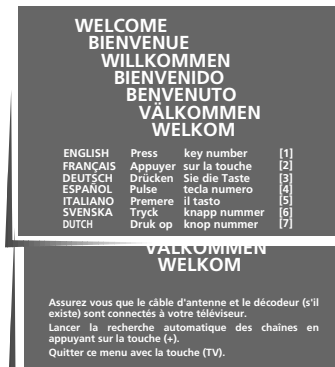 WELCOME
BIENVENUE
WILLKOMMEN
BIENVENIDO
BENVENUTO
VÄLKOMMEN
WELKOM
ENGLISH Press key number [1]
FRANÇAIS Appuyer sur la touche [2]
DEUTSCH Drücken Sie die Taste [3]
ESPAÑOL Pulse tecla numero [4]
ITALIANO Premere il tasto [5]
SVENSKA Tryck knapp nummer [6]
DUTCH Druk op knop nummer [7]
VÄLKOMMEN
WELKOM
Assurez vous que le câble d'antenne et le décodeur (s'il
existe) sont connectés à votre téléviseur.
Lancer la recherche automatique des chaînes en
appuyant sur la touche (+).
Quitter ce menu avec la touche (TV).